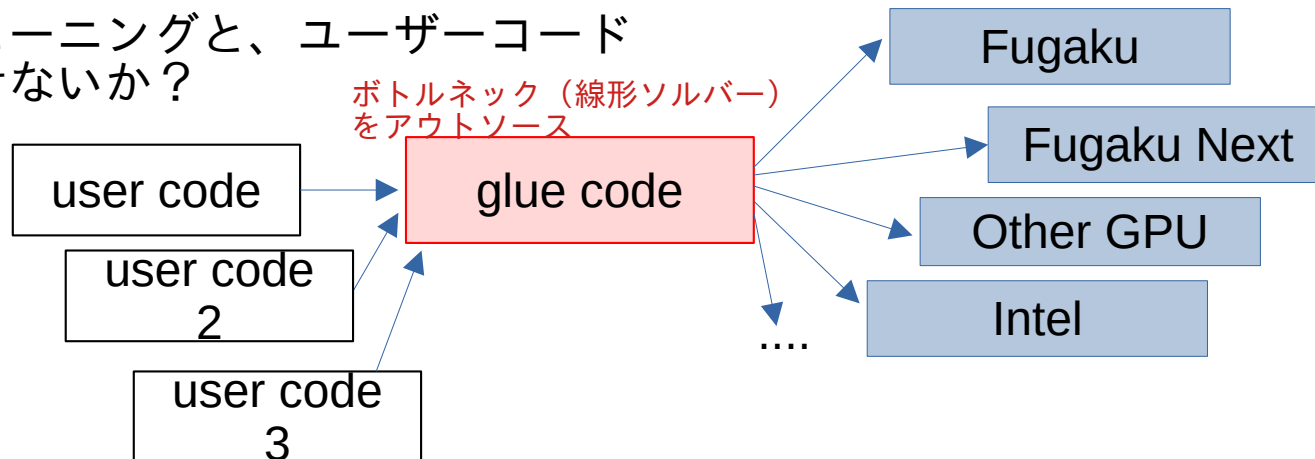 ューニングと、ユーザーコード
ないか？
ボトルネック（線形ソルバー）
をアウトソース
Fugaku
Fugaku Next
user code
glue code
Other GPU
user code
2
Intel
....
user code
3